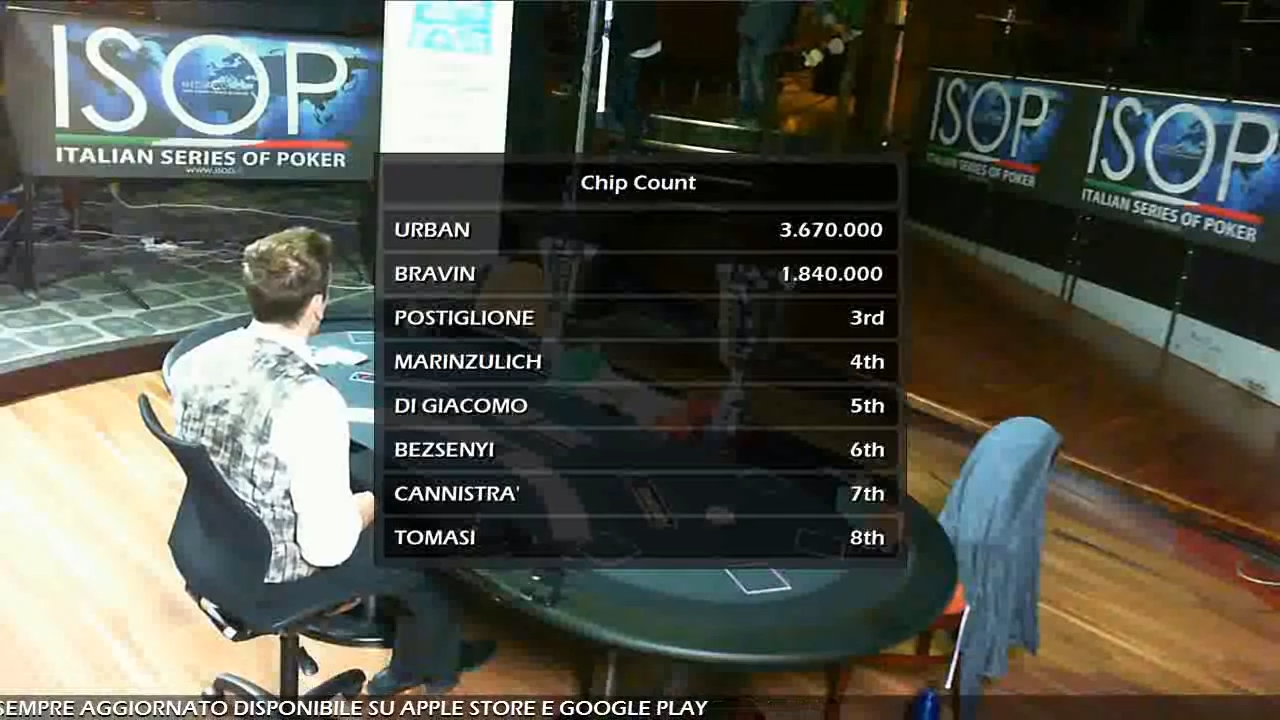 ISOP
ITALIAN SERIES OF POKER
ISOP
ITALIAN SERIES OF POKER
ISOP
ITALIAN SERIES OF POKER
Chip Count
URBAN 3.670.000
BRAVIN 1.840.000
POSTIGLIONE 3rd
MARINZULICH 4th
DI GIACOMO 5th
BEZSENYI 6th
CANNISTRA' 7th
TOMASI 8th
SEMPRE AGGIORNATO DISPONIBILE SU APPLE STORE E GOOGLE PLAY